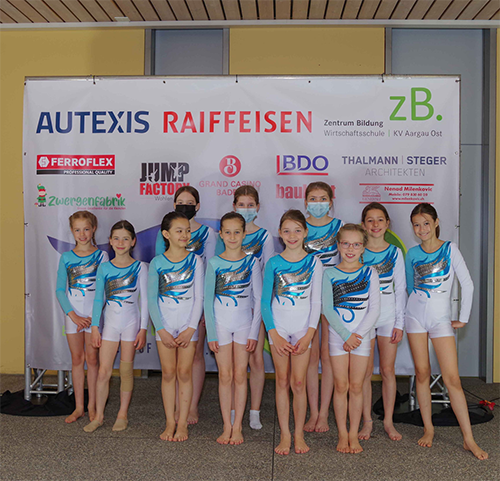 AUTEXIS RAIFFEISEN
Zentrum Bildung
Wirtschaftsschule | KV Aargau Ost
zB.
FERROFLEX
PROFESSIONAL QUALITY
JUMP
FACTORY
GRAND CASINO
BADEN
BDO
THALMANN | STEGER
ARCHITEKTEN
Zwergenfabrik
Nenad Milenkovic